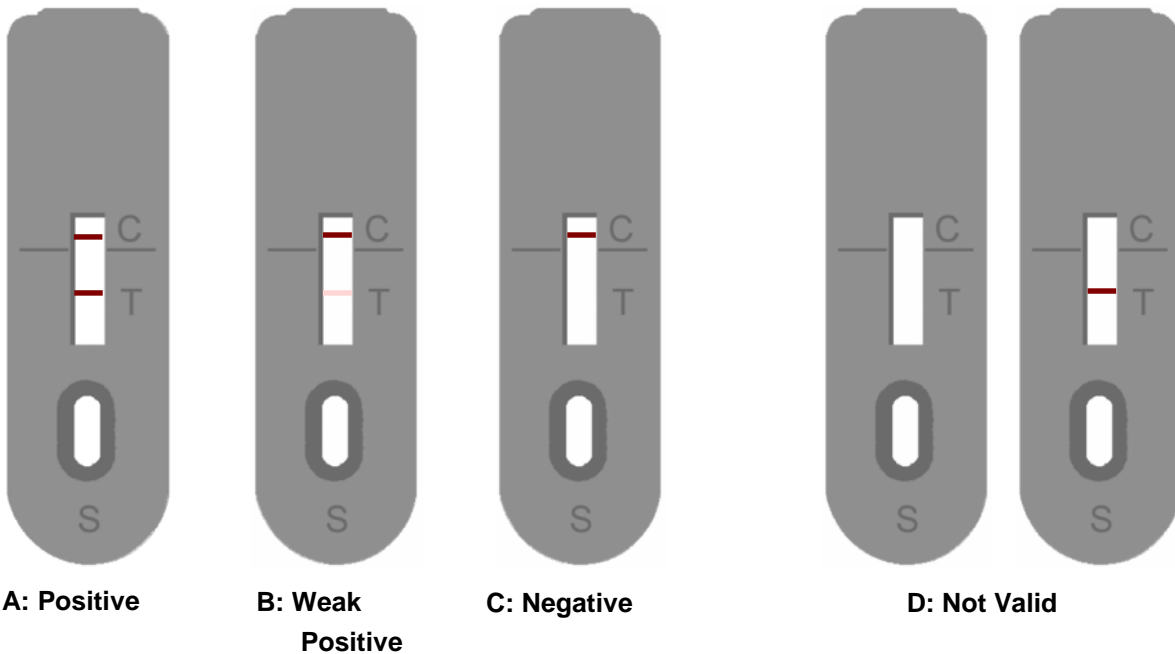 C
T
S
C
T
S
C
T
S
C
T
S
C
T
S
A: Positive
B: Weak
Positive
C: Negative
D: Not Valid